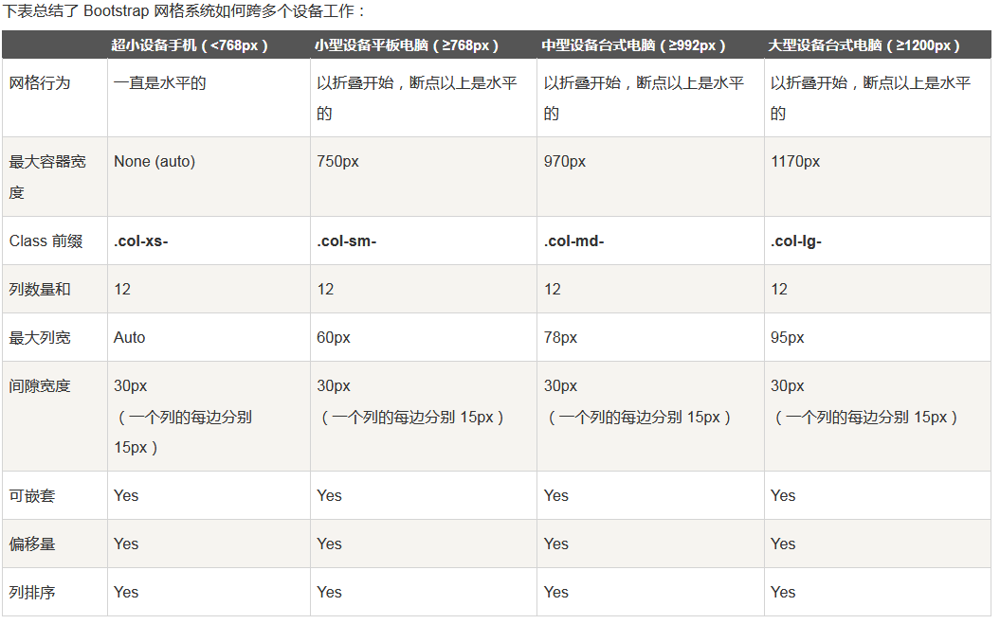 下表总结了 Bootstrap 网格系统如何跨多个设备工作：
超小设备手机（<768px） 小型设备平板电脑（≥768px） 中型设备台式电脑（≥992px） 大型设备台式电脑（≥1200px）
网格行为 一直是水平的 以折叠开始，断点以上是水平 以折叠开始，断点以上是水平 以折叠开始，断点以上是水平
的 的 的
最大容器宽 None (auto) 750px 970px 1170px
度
Class 前缀 .col-xs- .col-sm- .col-md- .col-lg-
列数量和 12 12 12 12
最大列宽 Auto 60px 78px 95px
间隙宽度 30px 30px 30px 30px
（一个列的每边分别 （一个列的每边分别 15px） （一个列的每边分别 15px） （一个列的每边分别 15px）
15px）
可嵌套 Yes Yes Yes Yes
偏移量 Yes Yes Yes Yes
列排序 Yes Yes Yes Yes